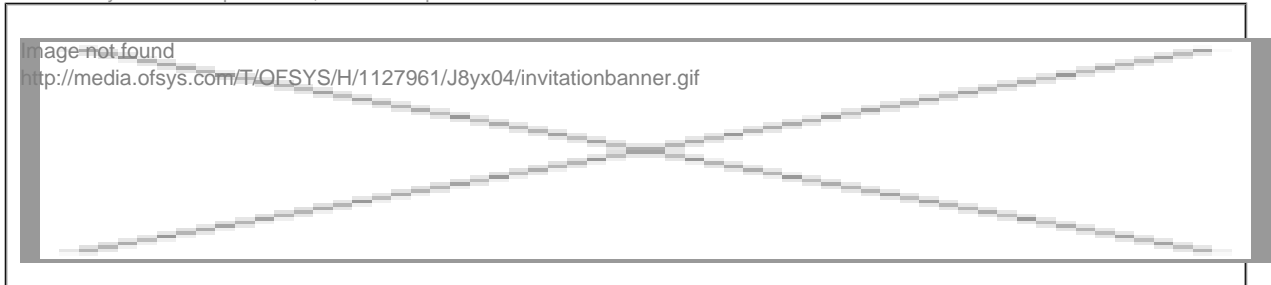 Image not found
http://media.ofsys.com/T/OFSYS/H/1127961/J8yx04/invitationbanner.gif